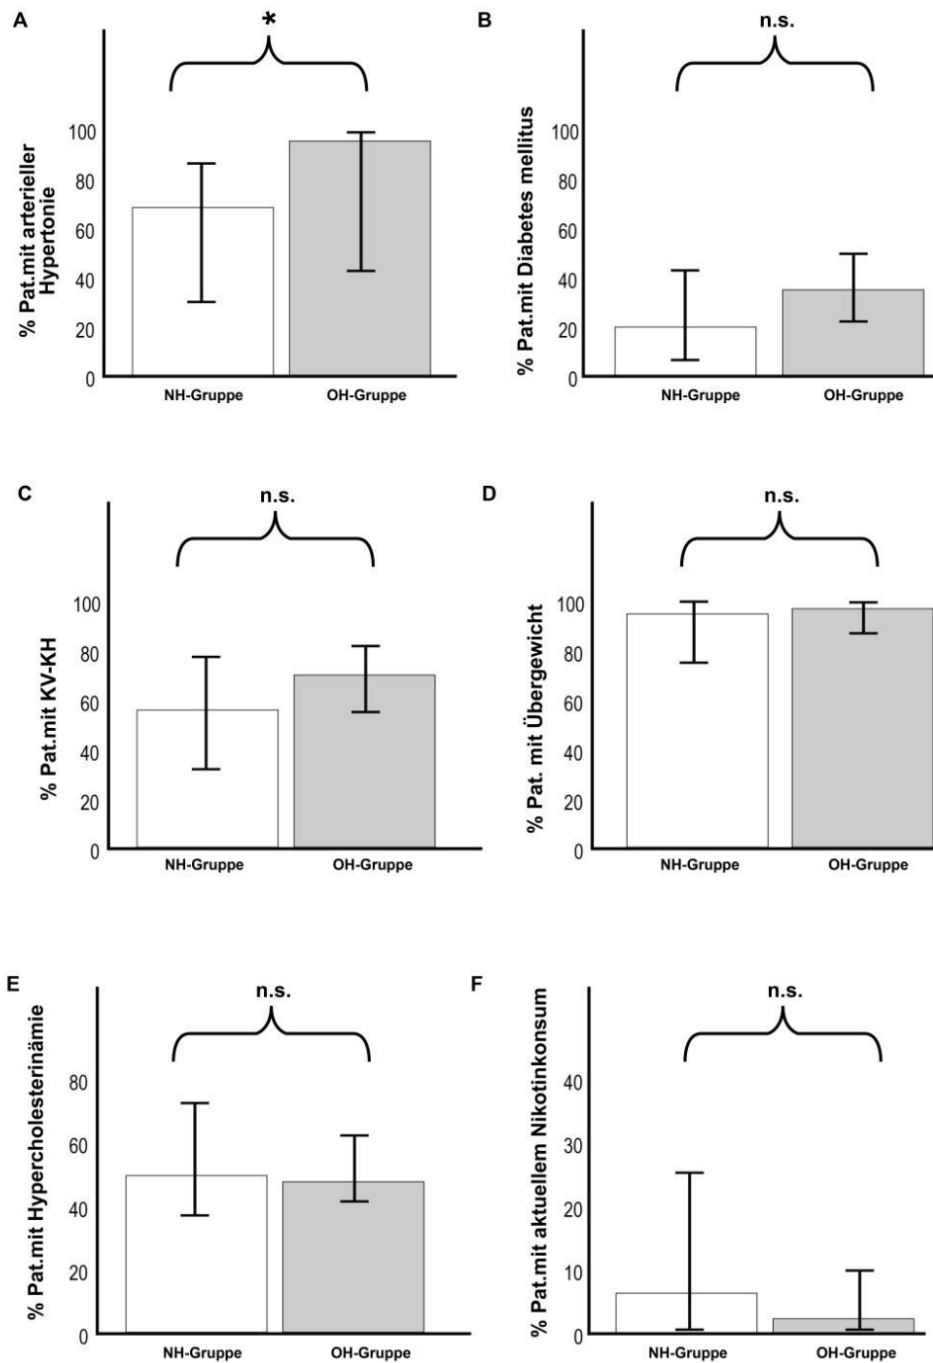 A
*
% Pat.mit arterieller
Hypertonie
100
80
60
40
20
0
NH-Gruppe
OH-Gruppe
B
n.s.
% Pat.mit Diabetes mellitus
100
80
60
40
20
0
NH-Gruppe
OH-Gruppe
C
n.s.
% Pat.mit KV-KH
100
80
60
40
20
0
NH-Gruppe
OH-Gruppe
D
n.s.
% Pat. mit Übergewicht
100
80
60
40
20
0
NH-Gruppe
OH-Gruppe
E
n.s.
% Pat.mit Hypercholesterinämie
80
60
40
20
0
NH-Gruppe
OH-Gruppe
F
n.s.
% Pat.mit aktuellem Nikotinkonsum
40
30
20
10
0
NH-Gruppe
OH-Gruppe